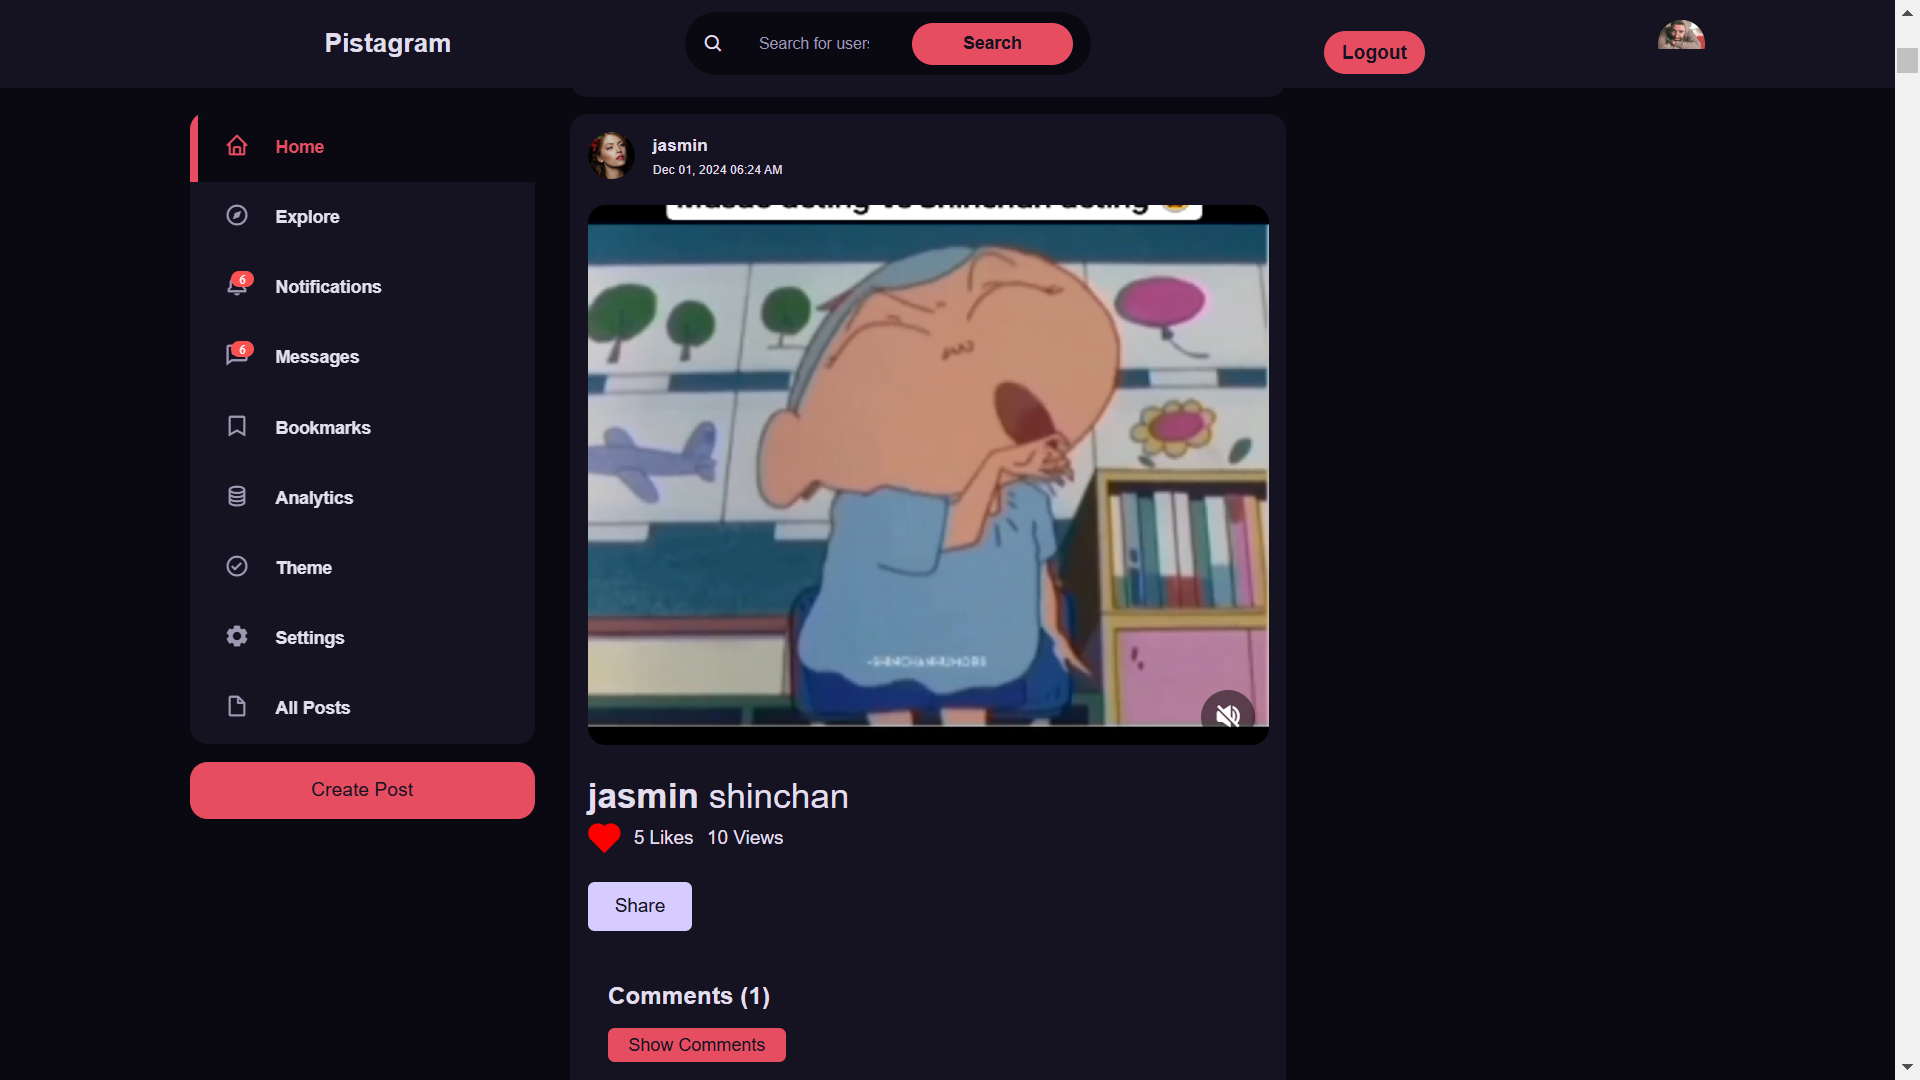 Pistagram
Search for user
Search
Logout
Home
Explore
6
Notifications
6
Messages
Bookmarks
Analytics
Theme
Settings
All Posts
Create Post
jasmin
Dec 01, 2024 06:24 AM
-SHINCHANHUMORS
jasmin shinchan
5 Likes 10 Views
Share
Comments (1)
Show Comments